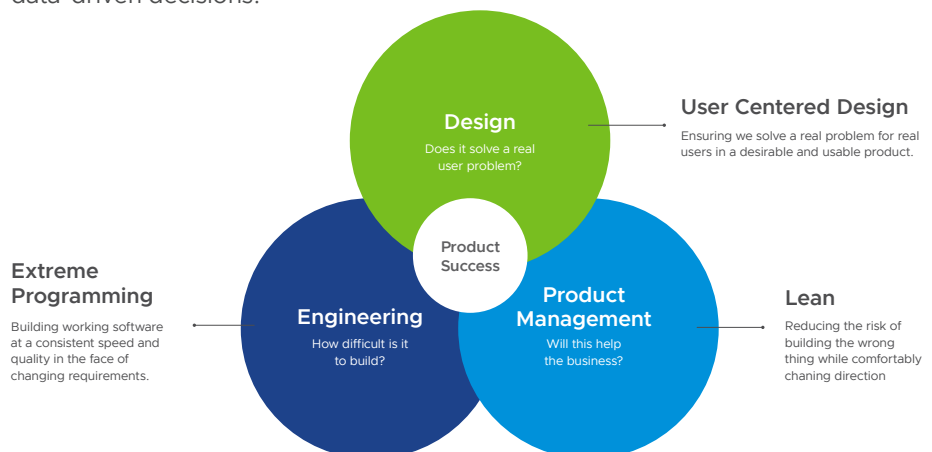 data-driven decisions.
Design
Does it solve a real
user problem?
User Centered Design
Ensuring we solve a real problem for real
users in a desirable and usable product.
Product
Success
Extreme
Programming
Building working software
at a consistent speed and
quality in the face of
changing requirements.
Engineering
How difficult is it
to build?
Product
Management
Will this help
the business?
Lean
Reducing the risk of
building the wrong
thing while comfortably
chaning direction